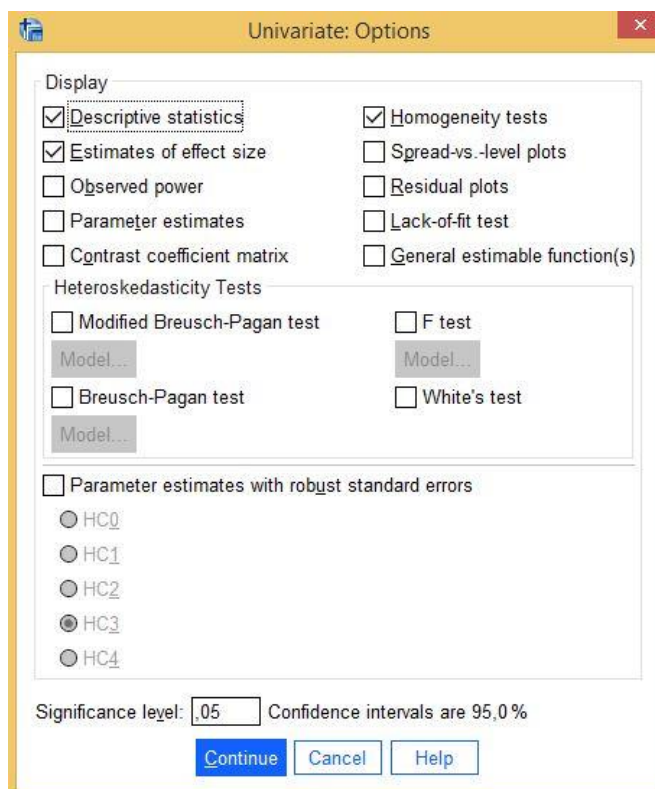 Univariate: Options
Display
Descriptive statistics
Homogeneity tests
Estimates of effect size
Spread-vs.-level plots
Observed power
Residual plots
Parameter estimates
Lack-of-fit test
Contrast coefficient matrix
General estimable function(s)
Heteroskedasticity Tests
Modified Breusch-Pagan test
F test
Model...
Model...
Breusch-Pagan test
White's test
Model...
Parameter estimates with robust standard errors
HC0
HC1
HC2
HC3
HC4
Significance level: ,05 Confidence intervals are 95,0 %
Continue Cancel Help